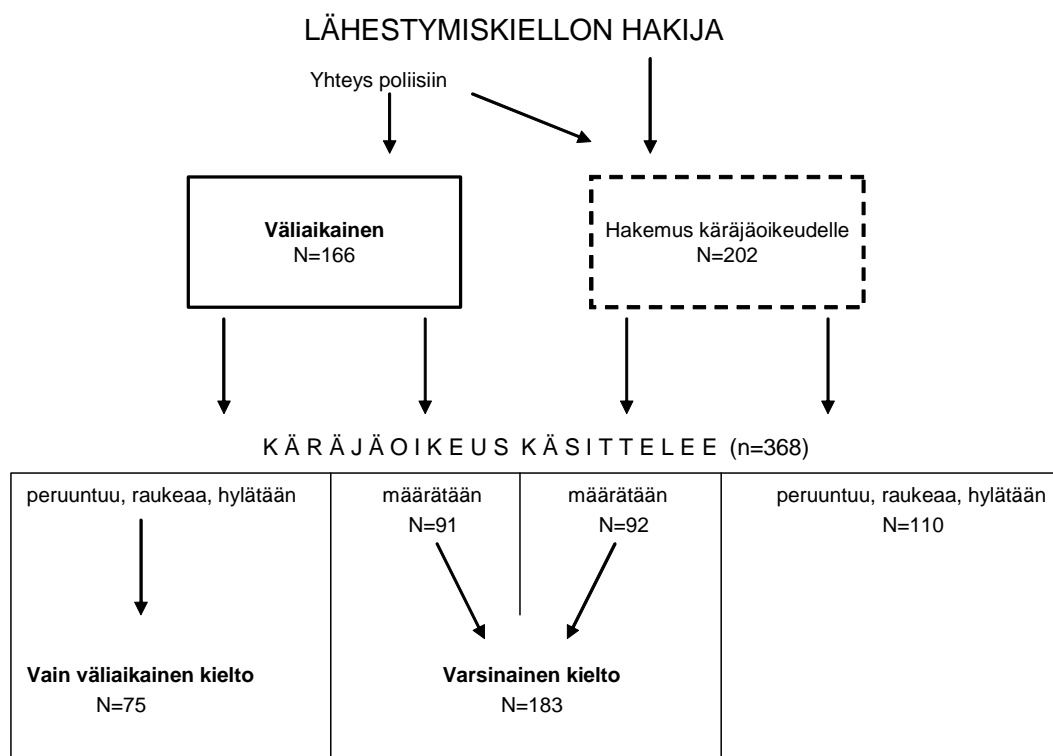 LÄHESTYMISKIELLON HAKIJA
Yhteys poliisiin
Väliaikainen
N=166
Hakemus käräjäoikeudelle
N=202
K Ä R Ä J Ä O I K E U S K Ä S I T T E L E E (n=368)
peruuntuu, raukeaa, hylätään
määrätään
N=91
määrätään
N=92
peruuntuu, raukeaa, hylätään
N=110
Vain väliaikainen kielto
N=75
Varsinainen kielto
N=183